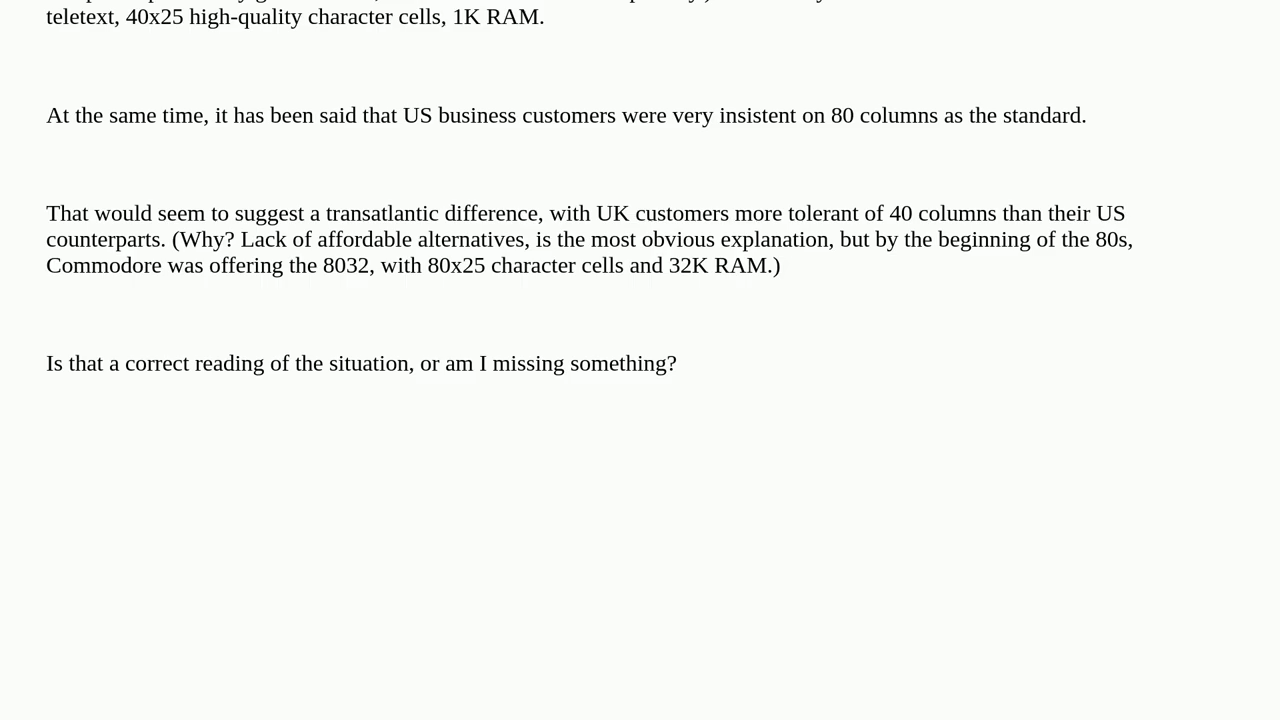 teletext, 40x25 high-quality character cells, 1K RAM.
At the same time, it has been said that US business customers were very insistent on 80 columns as the standard.
That would seem to suggest a transatlantic difference, with UK customers more tolerant of 40 columns than their US
counterparts. (Why? Lack of affordable alternatives, is the most obvious explanation, but by the beginning of the 80s,
Commodore was offering the 8032, with 80x25 character cells and 32K RAM.)
Is that a correct reading of the situation, or am I missing something?